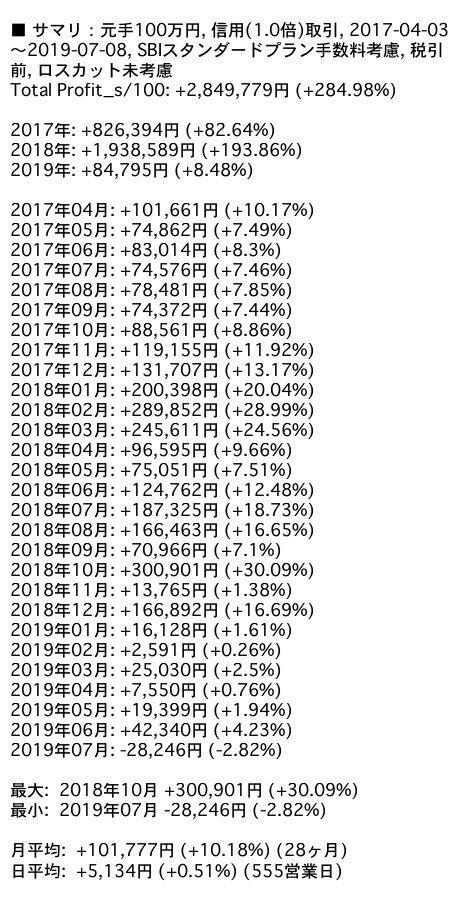 ■ サマリ：元手100万円, 信用(1.0倍)取引, 2017-04-03
～2019-07-08, SBIスタンダードプラン手数料考慮, 税引
前, ロスカット未考慮
Total Profit_s/100: +2,849,779円 (+284.98%)
2017年: +826,394円 (+82.64%)
2018年: +1,938,589円 (+193.86%)
2019年: +84,795円 (+8.48%)
2017年04月: +101,661円 (+10.17%)
2017年05月: +74,862円 (+7.49%)
2017年06月: +83,014円 (+8.3%)
2017年07月: +74,576円 (+7.46%)
2017年08月: +78,481円 (+7.85%)
2017年09月: +74,372円 (+7.44%)
2017年10月: +88,561円 (+8.86%)
2017年11月: +119,155円 (+11.92%)
2017年12月: +131,707円 (+13.17%)
2018年01月: +200,398円 (+20.04%)
2018年02月: +289,852円 (+28.99%)
2018年03月: +245,611円 (+24.56%)
2018年04月: +96,595円 (+9.66%)
2018年05月: +75,051円 (+7.51%)
2018年06月: +124,762円 (+12.48%)
2018年07月: +187,325円 (+18.73%)
2018年08月: +166,463円 (+16.65%)
2018年09月: +70,966円 (+7.1%)
2018年10月: +300,901円 (+30.09%)
2018年11月: +13,765円 (+1.38%)
2018年12月: +166,892円 (+16.69%)
2019年01月: +16,128円 (+1.61%)
2019年02月: +2,591円 (+0.26%)
2019年03月: +25,030円 (+2.5%)
2019年04月: +7,550円 (+0.76%)
2019年05月: +19,399円 (+1.94%)
2019年06月: +42,340円 (+4.23%)
2019年07月: -28,246円 (-2.82%)
最大: 2018年10月 +300,901円 (+30.09%)
最小: 2019年07月 -28,246円 (-2.82%)
月平均: +101,777円 (+10.18%) (28ヶ月)
日平均: +5,134円 (+0.51%) (555営業日)